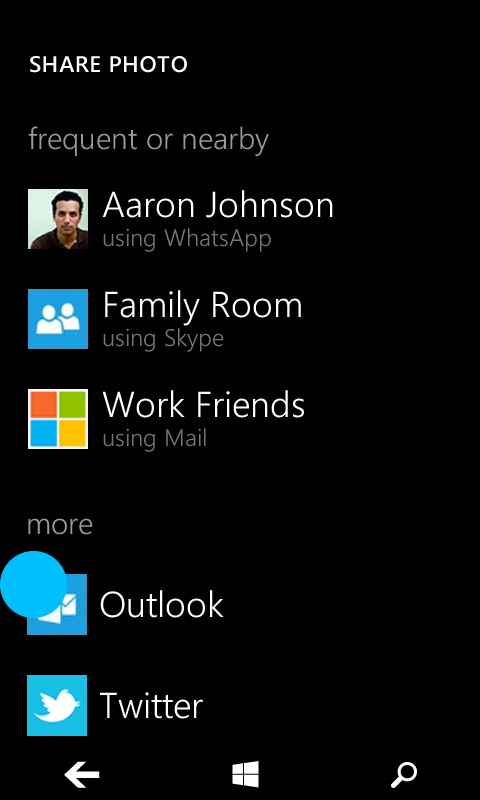 SHARE PHOTO
frequent or nearby
Aaron Johnson
using WhatsApp
Family Room
using Skype
Work Friends
using Mail
more
Outlook
Twitter